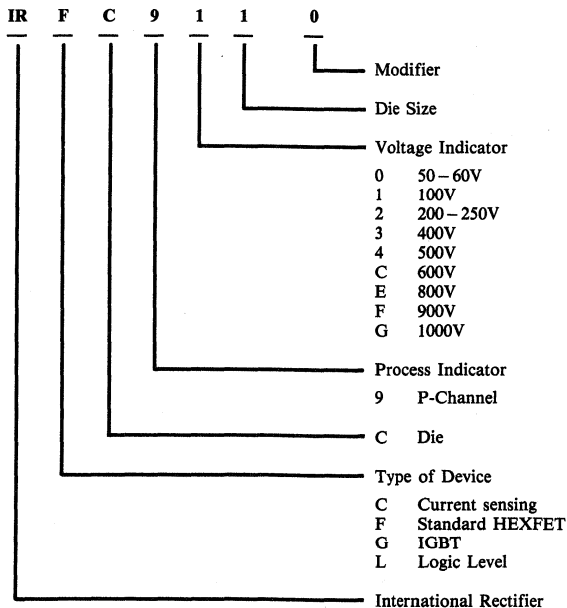 IR F C 9 1 1 0
Modifier
Die Size
Voltage Indicator
0 50 – 60V
1 100V
2 200 – 250V
3 400V
4 500V
C 600V
E 800V
F 900V
G 1000V
Process Indicator
9 P-Channel
C Die
Type of Device
C Current sensing
F Standard HEXFET
G IGBT
L Logic Level
International Rectifier